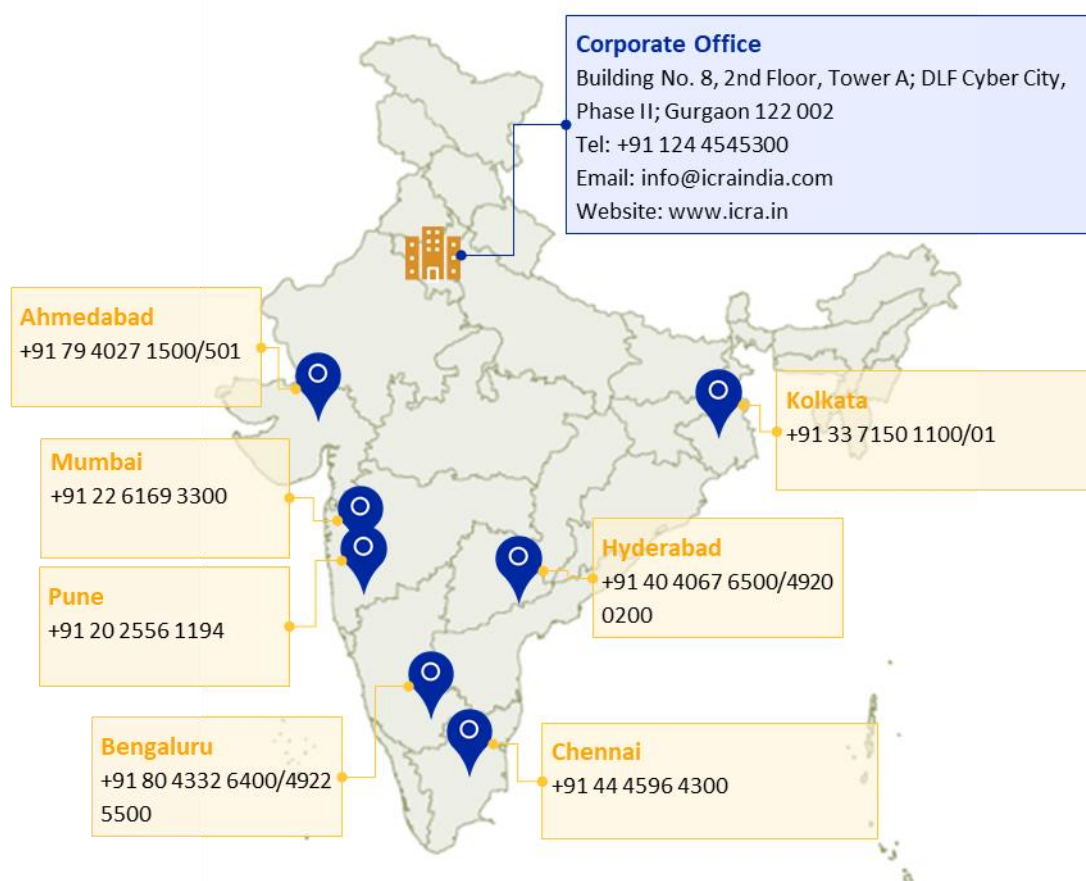 Corporate Office
Building No. 8, 2nd Floor, Tower A; DLF Cyber City,
Phase II; Gurgaon 122 002
Tel: +91 124 4545300
Email: info@icraindia.com
Website: www.icra.in
Ahmedabad
+91 79 4027 1500/501
Kolkata
+91 33 7150 1100/01
Mumbai
+91 22 6169 3300
Hyderabad
+91 40 4067 6500/4920
0200
Pune
+91 20 2556 1194
Bengaluru
+91 80 4332 6400/4922
5500
Chennai
+91 44 4596 4300